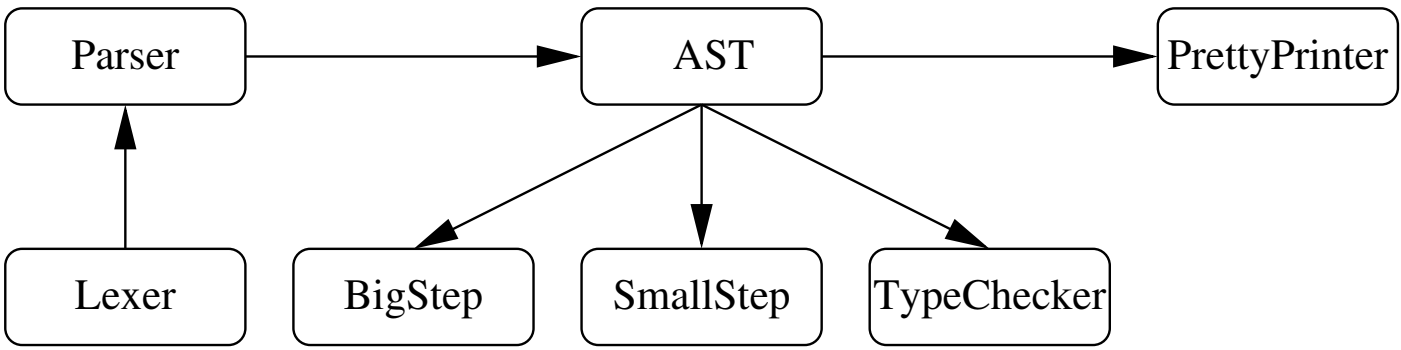 Parser
AST
PrettyPrinter
Lexer
BigStep
SmallStep
TypeChecker